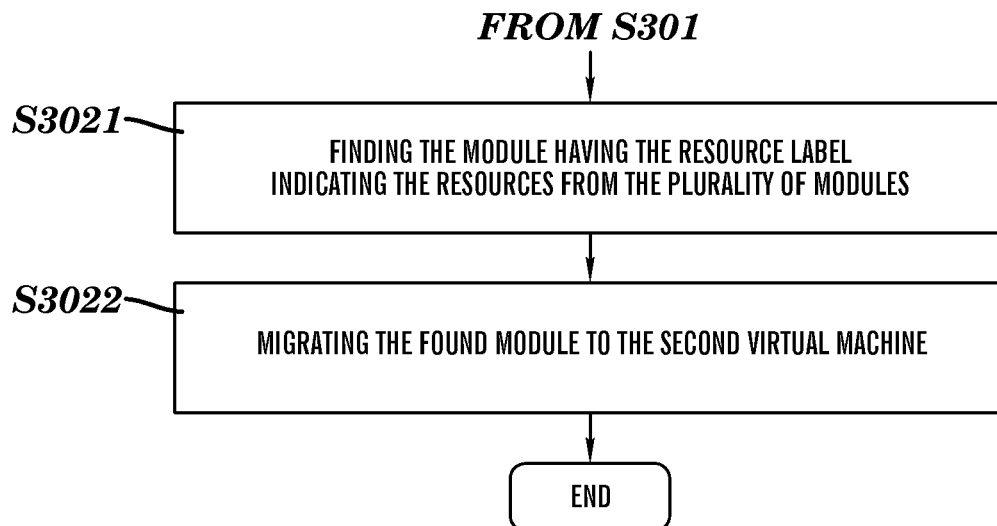 FROM S301
S3021
FINDING THE MODULE HAVING THE RESOURCE LABEL
INDICATING THE RESOURCES FROM THE PLURALITY OF MODULES
S3022
MIGRATING THE FOUND MODULE TO THE SECOND VIRTUAL MACHINE
END